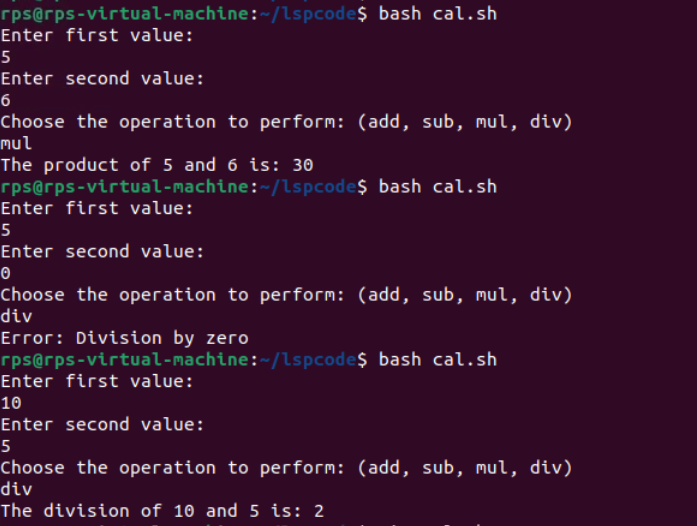 rps@rps-virtual-machine:~/lspcode$ bash cal.sh
Enter first value:
5
Enter second value:
6
Choose the operation to perform: (add, sub, mul, div)
mul
The product of 5 and 6 is: 30
rps@rps-virtual-machine:~/lspcode$ bash cal.sh
Enter first value:
5
Enter second value:
0
Choose the operation to perform: (add, sub, mul, div)
div
Error: Division by zero
rps@rps-virtual-machine:~/lspcode$ bash cal.sh
Enter first value:
10
Enter second value:
5
Choose the operation to perform: (add, sub, mul, div)
div
The division of 10 and 5 is: 2